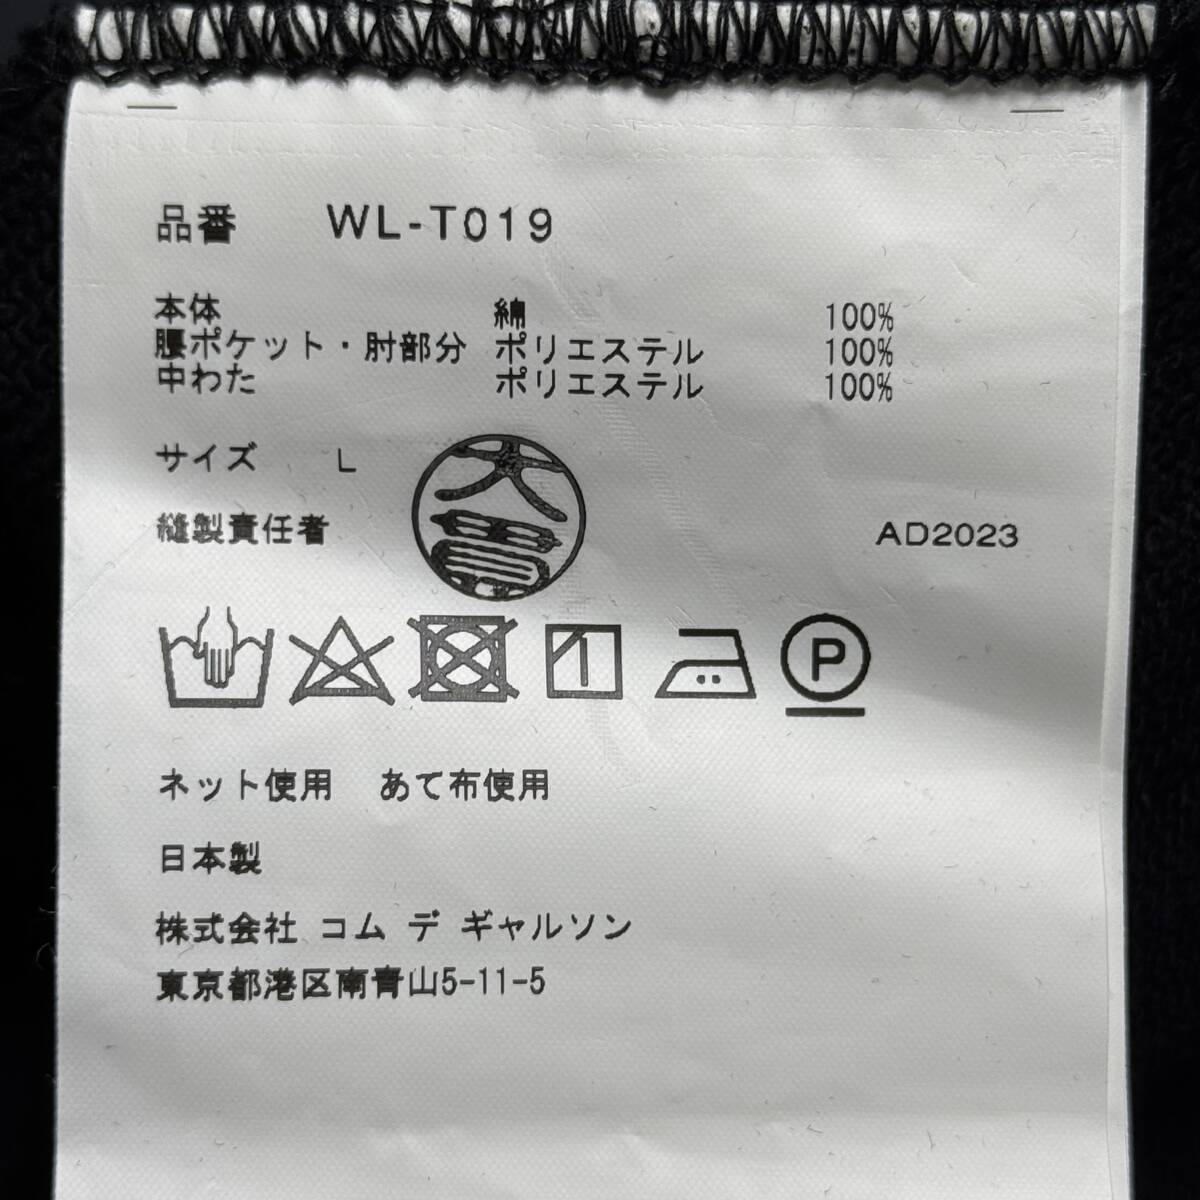 品番 WL-T019
本体 綿 100%
腰ポケット・肘部分 ポリエステル 100%
中わた ポリエステル 100%
サイズ L
縫製責任者
AD2023
P
ネット使用 あて布使用
日本製
株式会社 コム デ ギャルソン
東京都港区南青山5-11-5